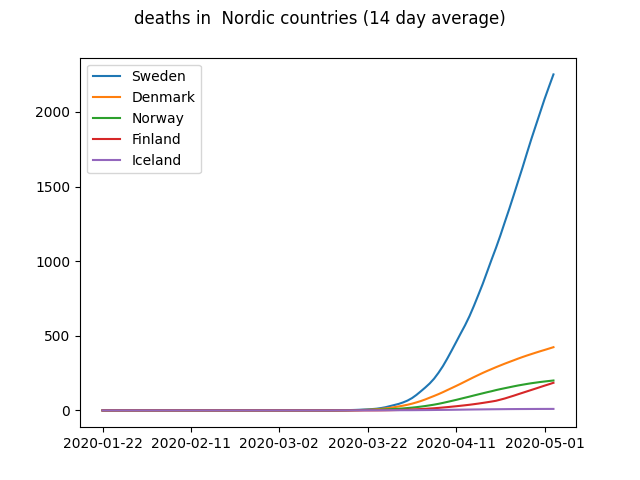 deaths in  Nordic countries (14 day average)
Sweden
Denmark
Norway
Finland
Iceland
2000
1500
1000
500
0
2020-01-22 2020-02-11 2020-03-02 2020-03-22 2020-04-11 2020-05-01